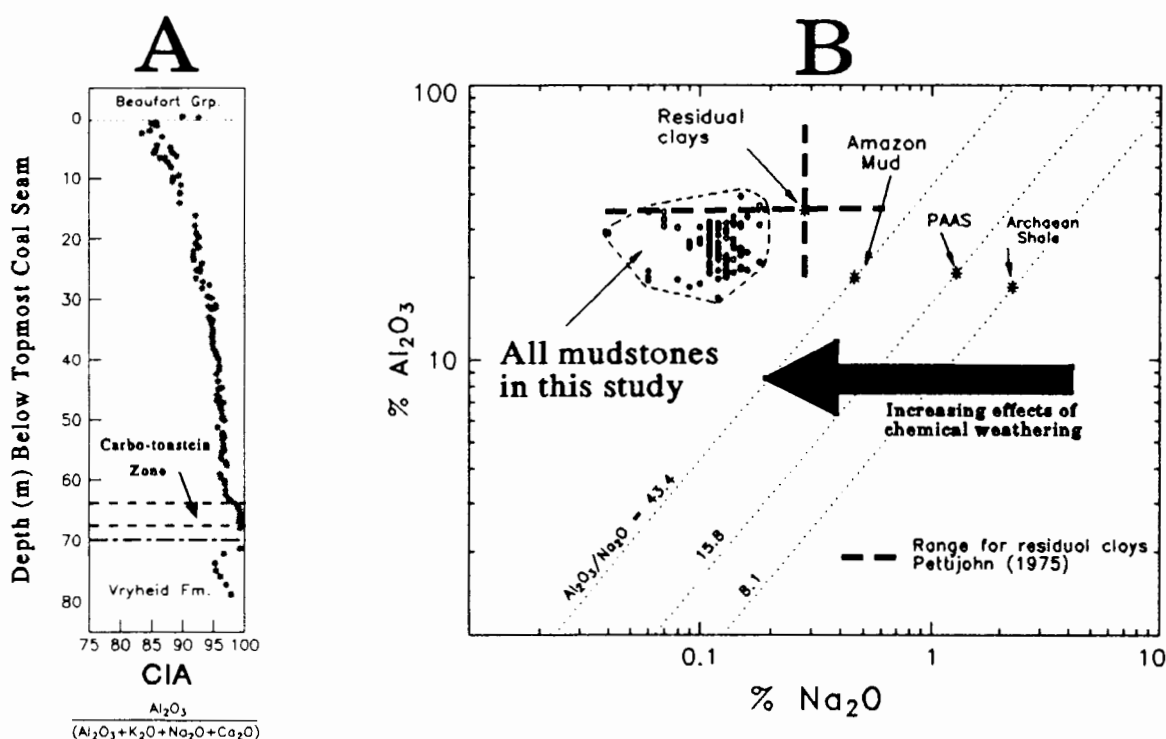 A
Beaufort Grp.
Depth (m) Below Topmost Coal Seam
0
10
20
30
40
50
60
70
80
Carbo-tonstein
Zone
Vryheid Fm.
75 80 85 90 95 100
CIA
Al₂O₃
(Al₂O₃+K₂O+Na₂O+Ca₂O)
B
100
10
% Al₂O₃
Residual
clays
Amazon
Mud
PAAS
Archaean
Shale
All mudstones
in this study
Increasing effects of
chemical weathering
Al₂O₃/Na₂O - 43.4
15.8
8.1
Range for residual clays
Pettijohn (1975)
0.1 1 10
% Na₂O